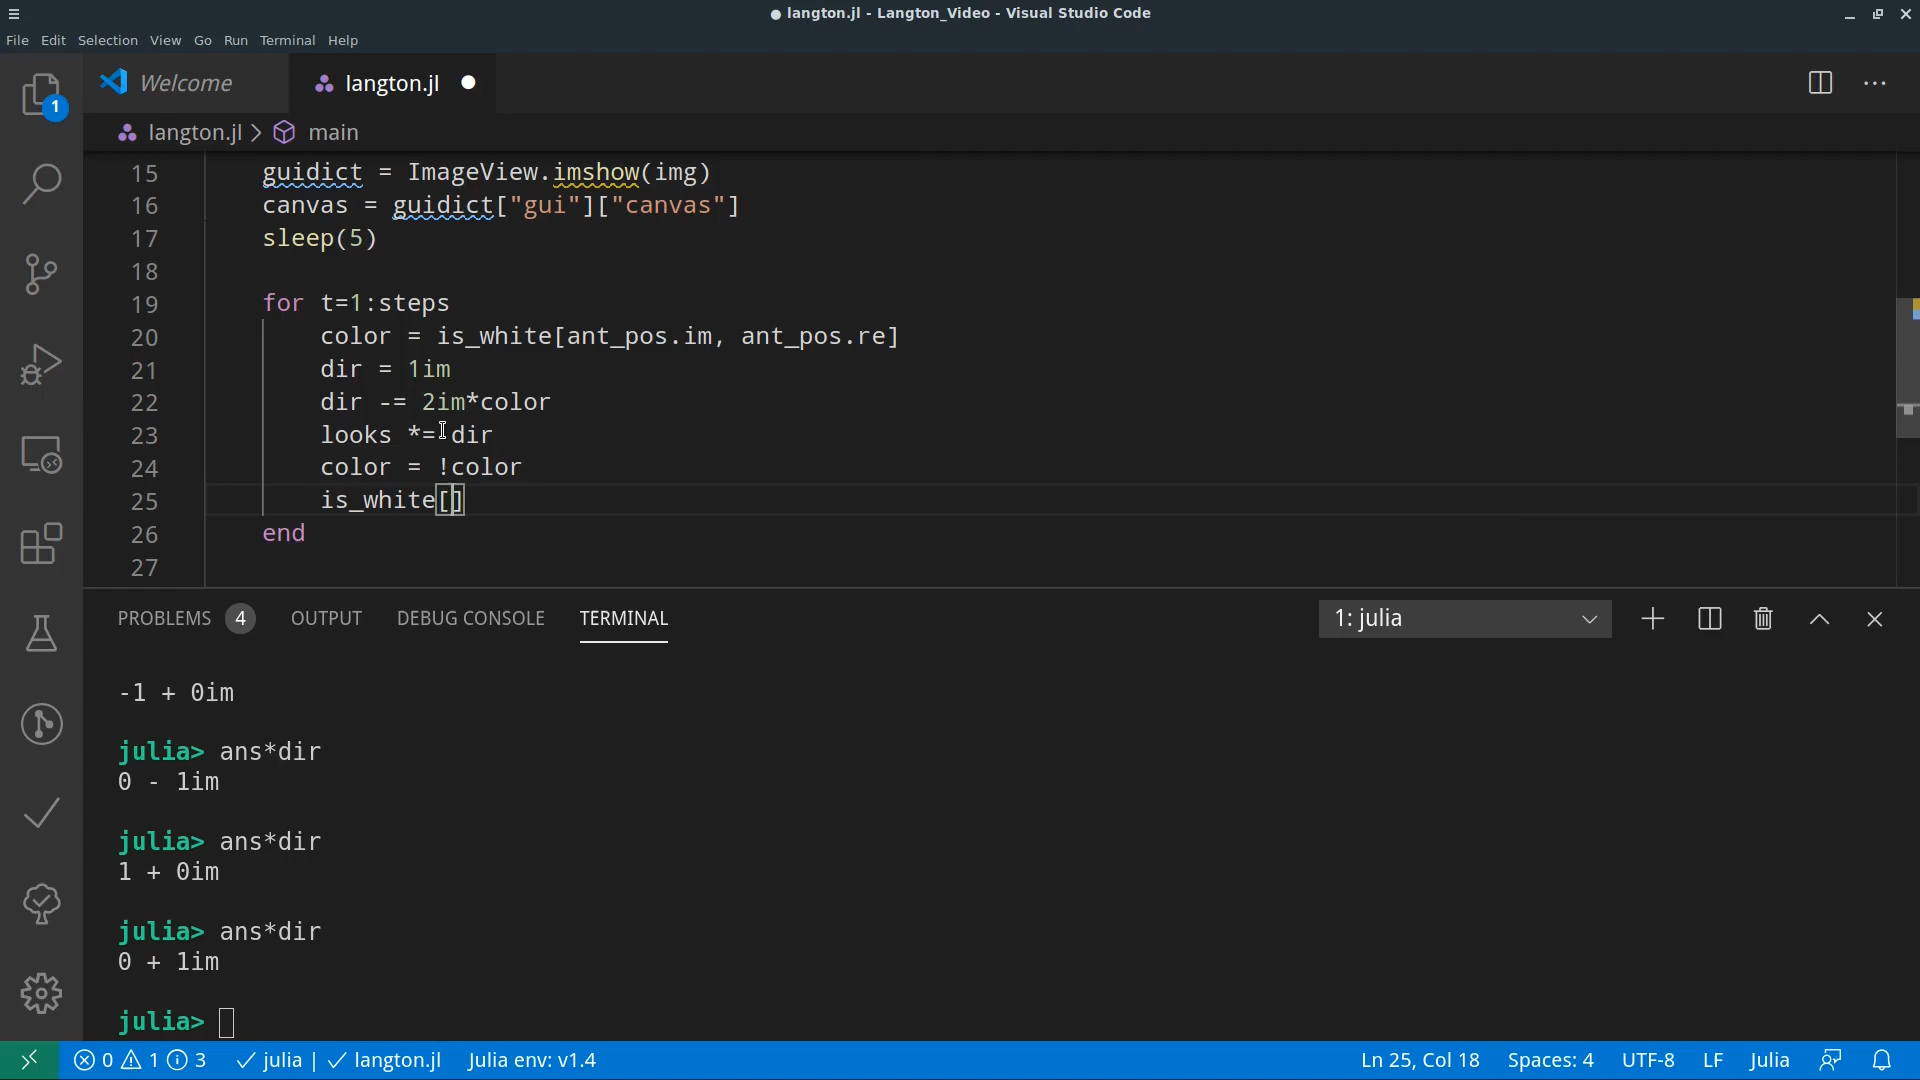 ● langton.jl - Langton_Video - Visual Studio Code
File Edit Selection View Go Run Terminal Help
1
Welcome langton.jl
langton.jl > main
15 guidict = ImageView.imshow(img)
16 canvas = guidict["gui"]["canvas"]
17 sleep(5)
18
19 for t=1:steps
20 color = is_white[ant_pos.im, ant_pos.re]
21 dir = 1im
22 dir -= 2im*color
23 looks *= dir
24 color = !color
25 is_white[]
26 end
27
PROBLEMS 4 OUTPUT DEBUG CONSOLE TERMINAL 1: julia
-1 + 0im
julia> ans*dir
0 - 1im
julia> ans*dir
1 + 0im
julia> ans*dir
0 + 1im
julia>
0 1 3 julia | langton.jl Julia env: v1.4 Ln 25, Col 18 Spaces: 4 UTF-8 LF Julia